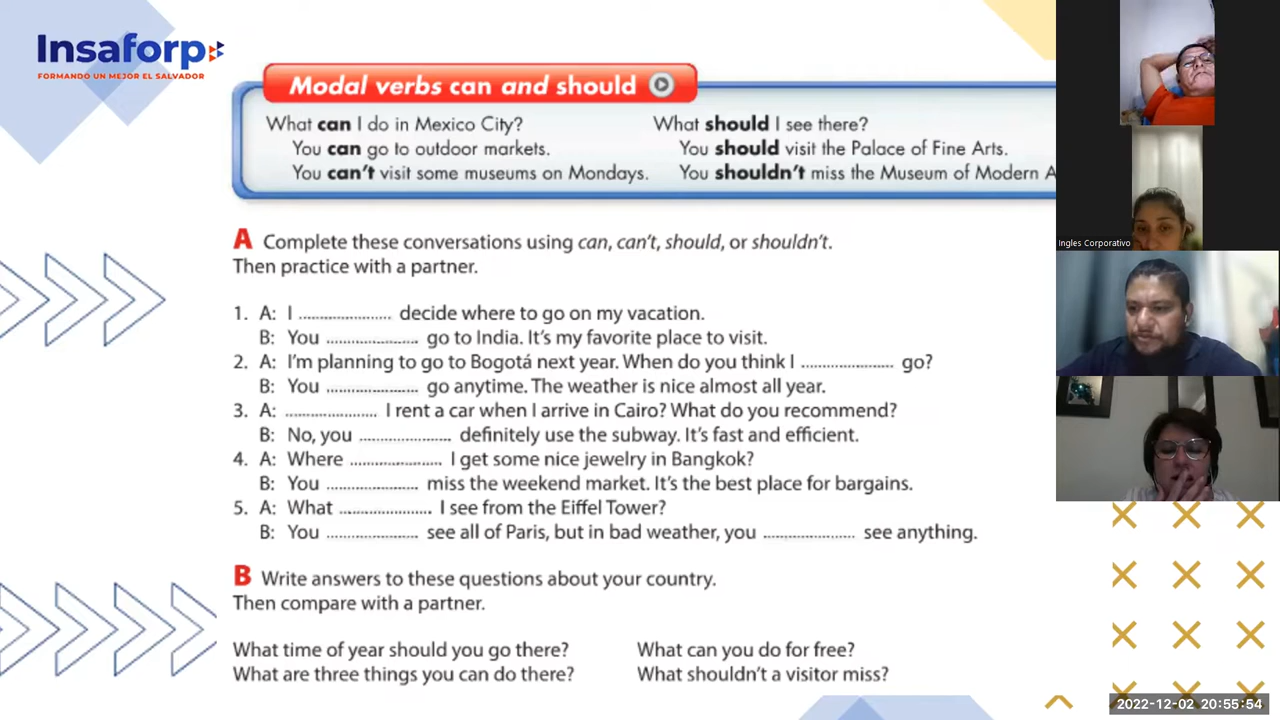 Insaforp
FORMANDO UN MEJOR EL SALVADOR
Modal verbs can and should
What can I do in Mexico City?
You can go to outdoor markets.
You can't visit some museums on Mondays.
What should I see there?
You should visit the Palace of Fine Arts.
You shouldn't miss the Museum of Modern A
A Complete these conversations using can, can't, should, or shouldn't.
Then practice with a partner.
1. A: I .................... decide where to go on my vacation.
B: You .................... go to India. It's my favorite place to visit.
2. A: I'm planning to go to Bogotá next year. When do you think I .................... go?
B: You .................... go anytime. The weather is nice almost all year.
3. A: .................... I rent a car when I arrive in Cairo? What do you recommend?
B: No, you .................... definitely use the subway. It's fast and efficient.
4. A: Where .................... I get some nice jewelry in Bangkok?
B: You .................... miss the weekend market. It's the best place for bargains.
5. A: What .................... I see from the Eiffel Tower?
B: You .................... see all of Paris, but in bad weather, you .................... see anything.
B Write answers to these questions about your country.
Then compare with a partner.
What time of year should you go there?
What are three things you can do there?
What can you do for free?
What shouldn't a visitor miss?
Ingles Corporativo
2022-12-02 20:55:54